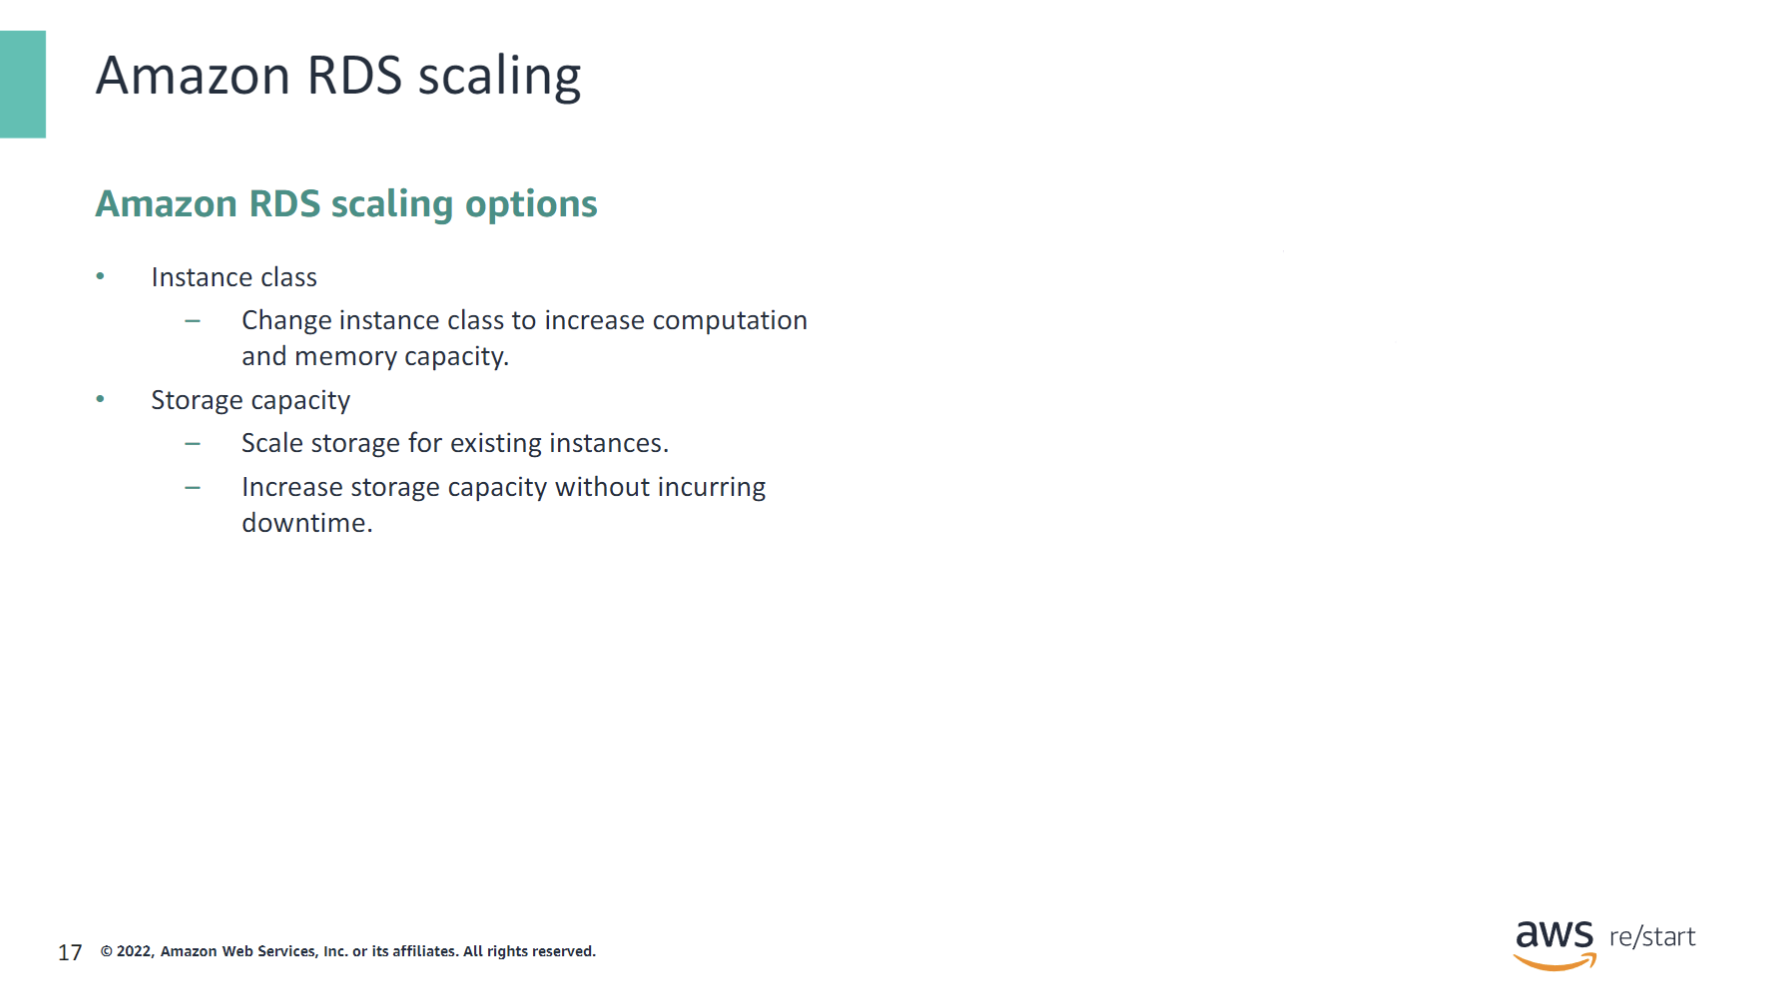 Amazon RDS scaling
Amazon RDS scaling options
• Instance class
– Change instance class to increase computation
and memory capacity.
• Storage capacity
– Scale storage for existing instances.
– Increase storage capacity without incurring
downtime.
17 © 2022, Amazon Web Services, Inc. or its affiliates. All rights reserved.
aws re/start